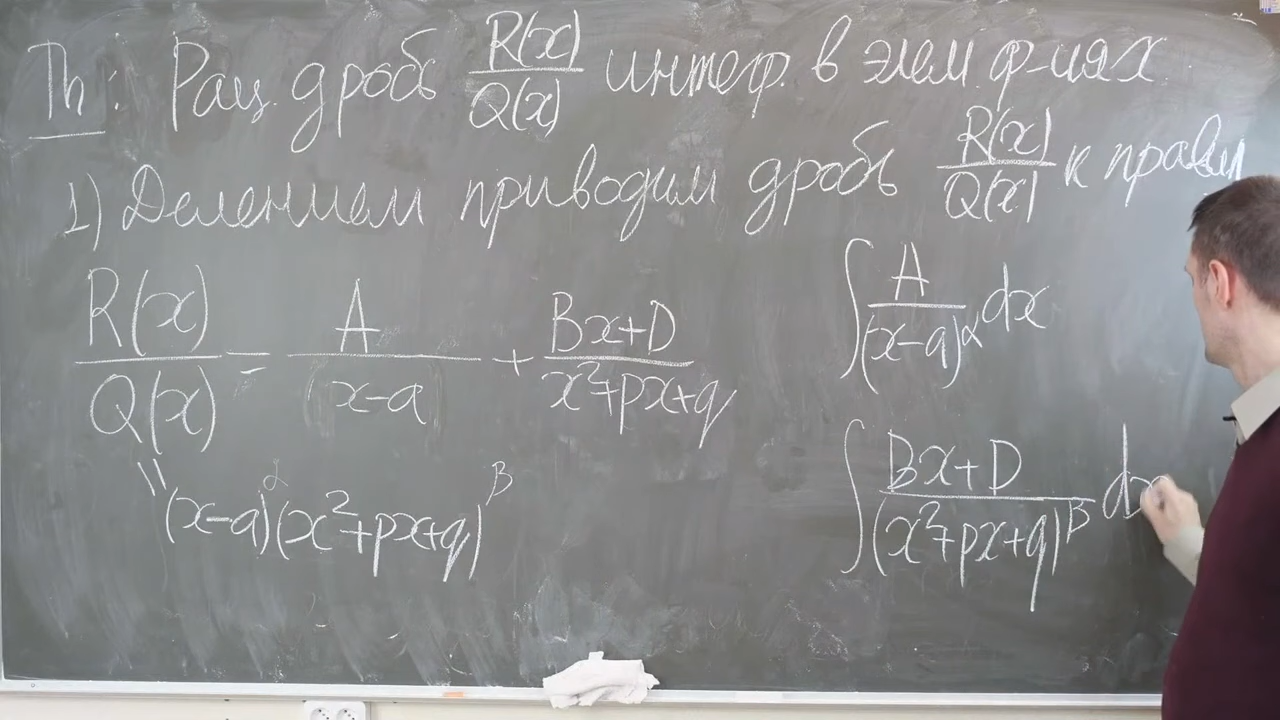 Th: Рац. дробь R(x)/Q(x) интегр. в элем. ф-циях
1) Делением приводим дробь R(x)/Q(x) к правил
R(x)/Q(x) = A/(x-a) + (Bx+D)/(x²+px+q)
∫ A/(x-a)^α dx
" (x-a)^α (x²+px+q)^β
∫ (Bx+D)/(x²+px+q)^β dx